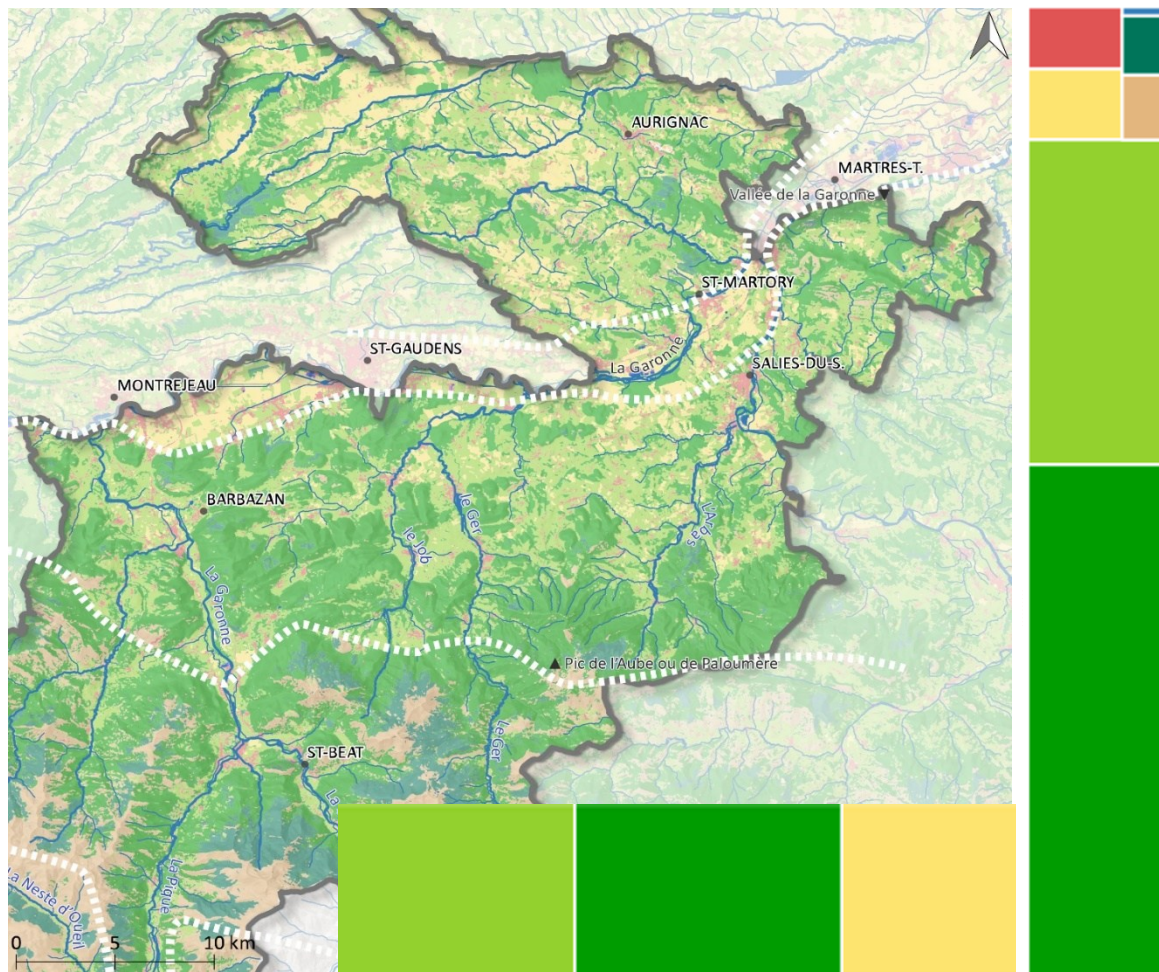 AURIGNAC
MARTRES-T.
Vallée de la Garonne
ST-MARTORY
ST-GAUDENS
La Garonne
SALIES-DU-S.
MONTREJEAU
BARBAZAN
le Ger
le Job
L'Arbas
La Garonne
Pic de l'Aube ou de Paloumère
Le Ger
ST-BEAT
La
La Pique
La Neste d'Oueil
0 5 10 km